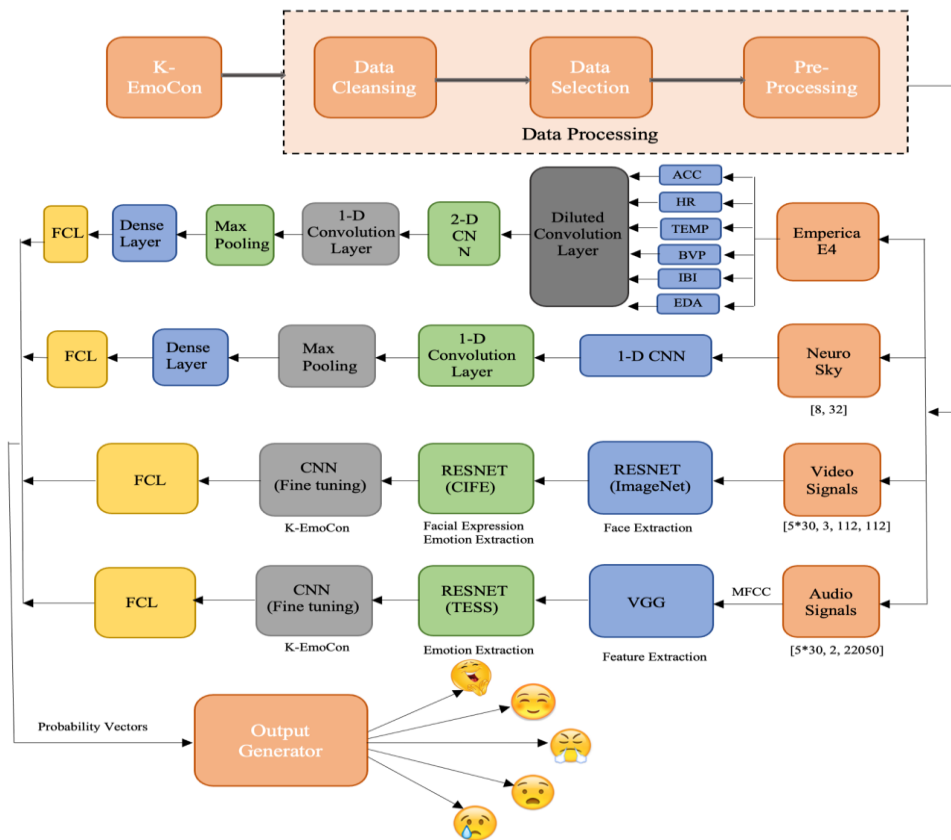 K-
EmoCon
Data
Cleansing
Data
Selection
Pre-
Processing
Data Processing
FCL
Dense
Layer
Max
Pooling
1-D
Convolution
Layer
2-D
CN
N
Diluted
Convolution
Layer
ACC
HR
TEMP
BVP
IBI
EDA
Emperica
E4
FCL
Dense
Layer
Max
Pooling
1-D
Convolution
Layer
1-D CNN
Neuro
Sky
[8, 32]
FCL
CNN
(Fine tuning)
K-EmoCon
RESNET
(CIFE)
Facial Expression
Emotion Extraction
RESNET
(ImageNet)
Face Extraction
Video
Signals
[5*30, 3, 112, 112]
FCL
CNN
(Fine tuning)
K-EmoCon
RESNET
(TESS)
Emotion Extraction
VGG
Feature Extraction
MFCC
Audio
Signals
[5*30, 2, 22050]
Probability Vectors
Output
Generator